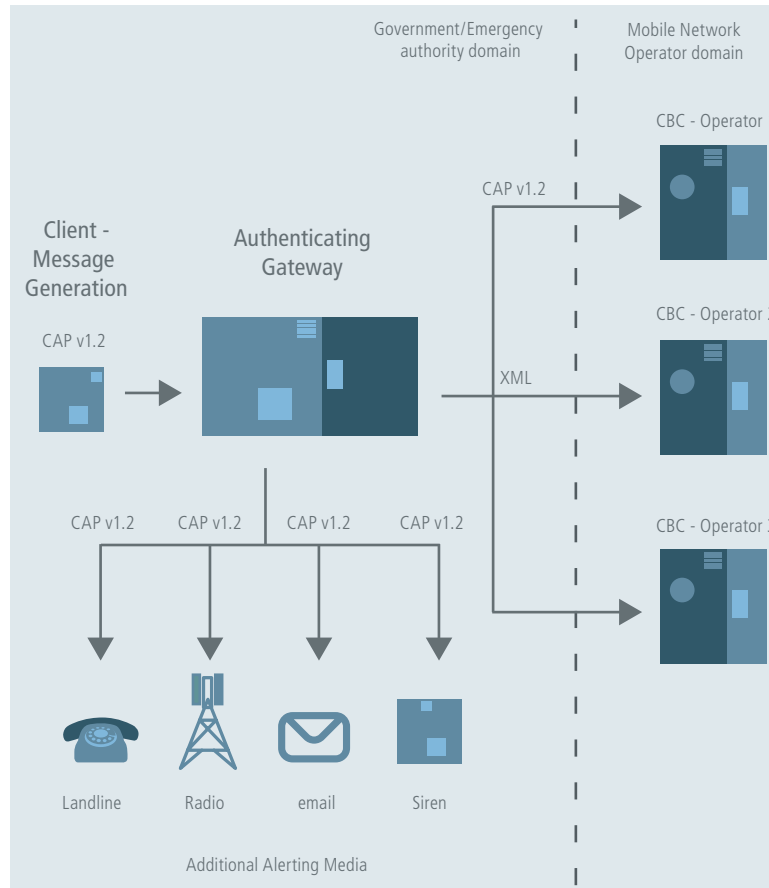 Government/Emergency
authority domain
Mobile Network
Operator domain
CBC - Operator
CAP v1.2
Client -
Message
Generation
Authenticating
Gateway
CAP v1.2
CBC - Operator
XML
CAP v1.2
CAP v1.2
CAP v1.2
CAP v1.2
CBC - Operator
Landline
Radio
email
Siren
Additional Alerting Media